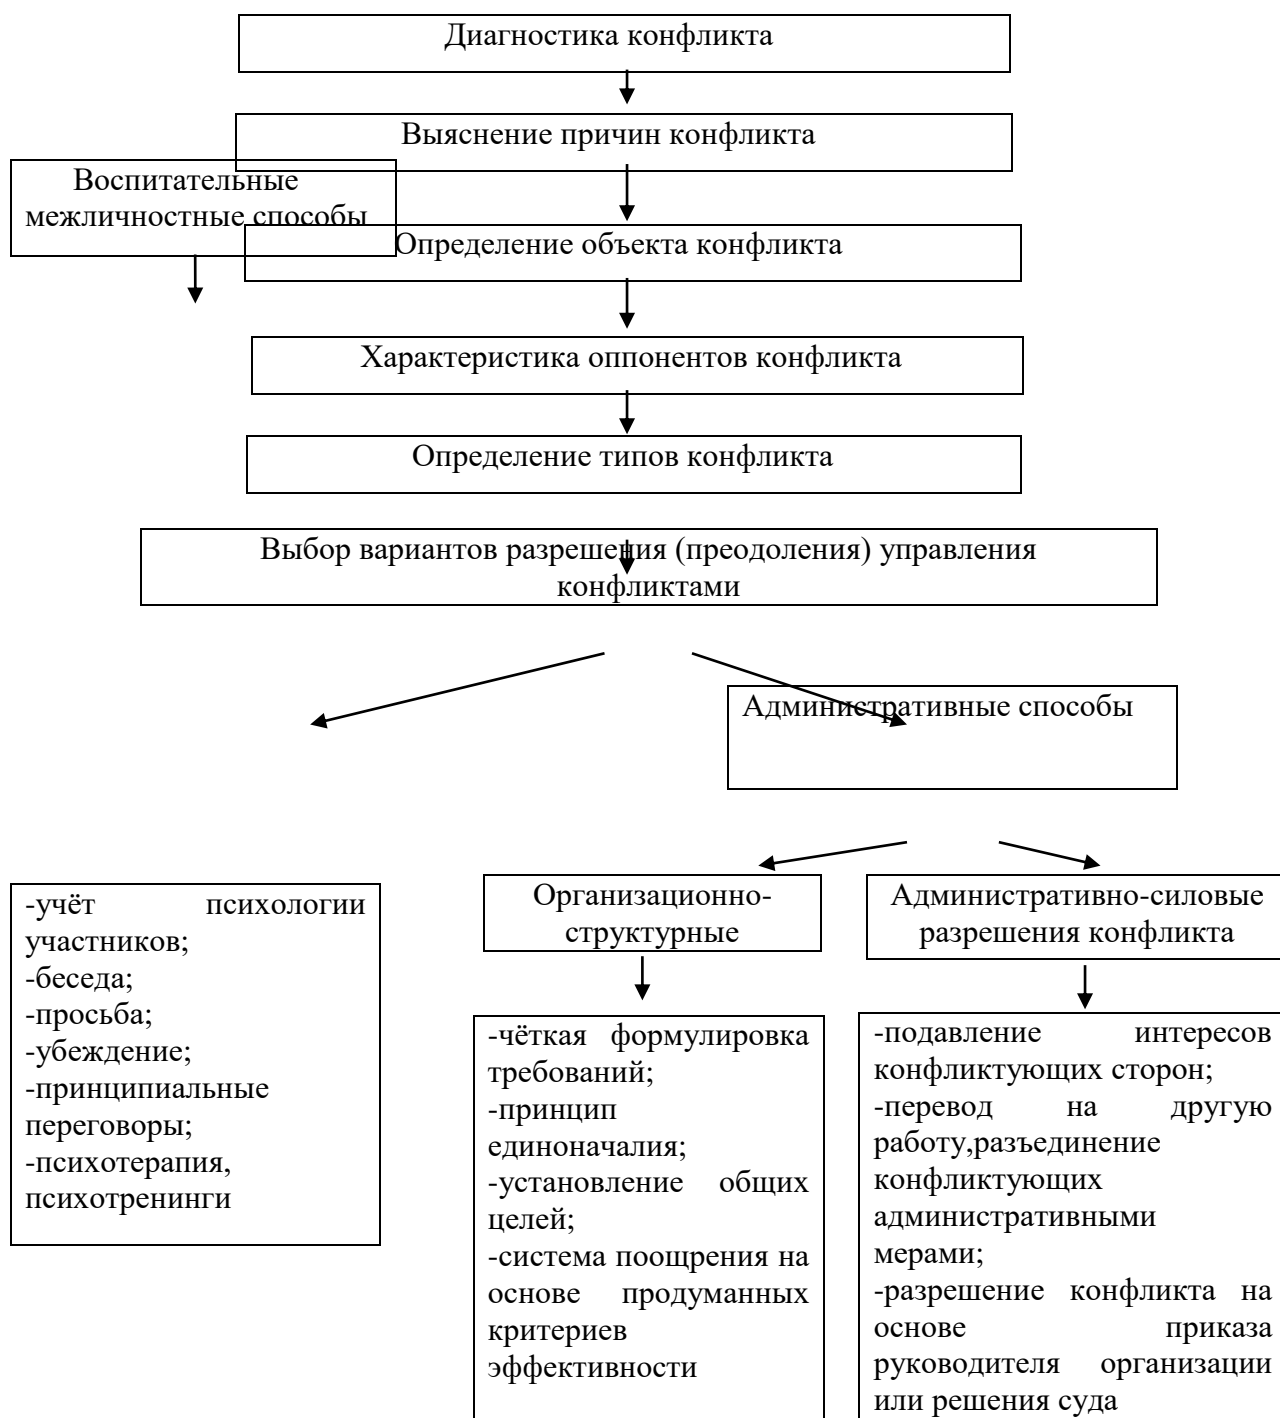 Диагностика конфликта
Выяснение причин конфликта
Воспитательные
межличностные способы
Определение объекта конфликта
Характеристика оппонентов конфликта
Определение типов конфликта
Выбор вариантов разрешения (преодоления) управления
конфликтами
Административные способы
-учёт психологии
участников;
-беседа;
-просьба;
-убеждение;
-принципиальные
переговоры;
-психотерапия,
психотренинги
Организационно-
структурные
-чёткая формулировка
требований;
-принцип
единоначалия;
-установление общих
целей;
-система поощрения на
основе продуманных
критериев
эффективности
Административно-силовые
разрешения конфликта
-подавление интересов
конфликтующих сторон;
-перевод на другую
работу,разъединение
конфликтующих
административными
мерами;
-разрешение конфликта на
основе приказа
руководителя организации
или решения суда